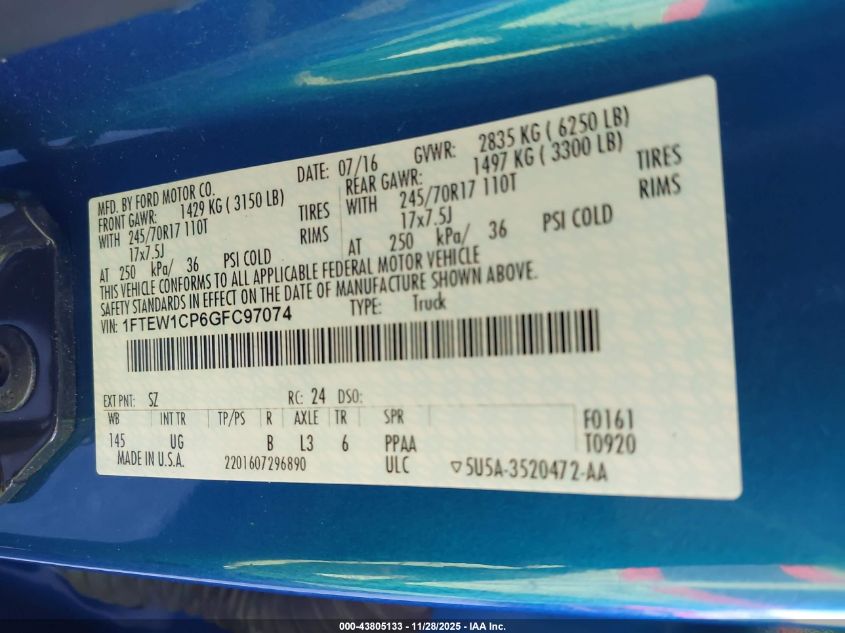 MFD. BY FORD MOTOR CO. DATE: 07/16 GVWR: 2835 KG ( 6250 LB)
FRONT GAWR: 1429 KG ( 3150 LB) REAR GAWR: 1497 KG ( 3300 LB)
WITH 245/70R17 110T TIRES WITH 245/70R17 110T TIRES
17x7.5J RIMS 17x7.5J RIMS
AT 250 kPa/ 36 PSI COLD AT 250 kPa/ 36 PSI COLD
THIS VEHICLE CONFORMS TO ALL APPLICABLE FEDERAL MOTOR VEHICLE
SAFETY STANDARDS IN EFFECT ON THE DATE OF MANUFACTURE SHOWN ABOVE.
VIN: 1FTEW1CP6GFC97074 TYPE: Truck
EXT PNT: SZ RC: 24 DSO:
WB INT TR TP/PS R AXLE TR SPR F0161
145 UG B L3 6 PPAA T0920
MADE IN U.S.A. 2201607296890 ULC ▽5U5A-3520472-AA
000-43805133 - 11/28/2025 - IAA Inc.